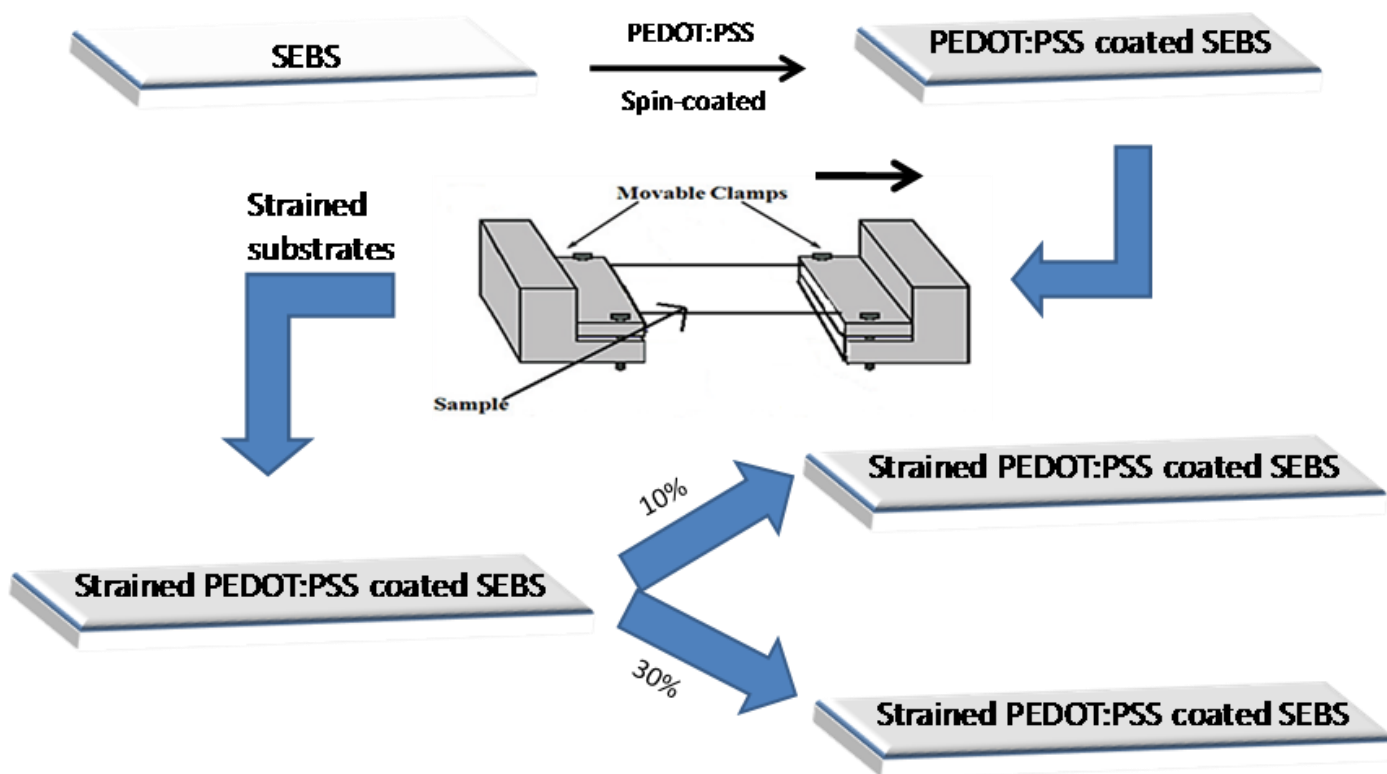 SEBS
PEDOT:PSS
Spin-coated
PEDOT:PSS coated SEBS
Movable Clamps
Strained
substrates
Sample
Strained PEDOT:PSS coated SEBS
10%
30%
Strained PEDOT:PSS coated SEBS
Strained PEDOT:PSS coated SEBS